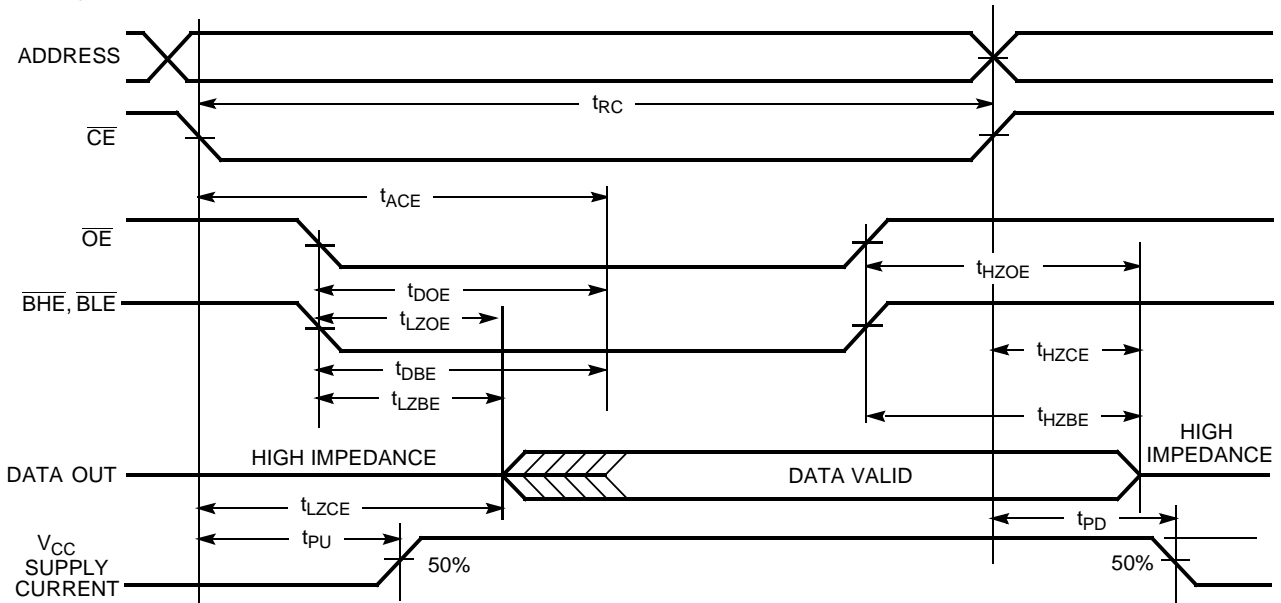 ADDRESS
tRC
CE
tACE
OE
tHZOE
tDOE
BHE, BLE
tLZOE
tHZCE
tDBE
tLZBE
tHZBE
HIGH
IMPEDANCE
HIGH IMPEDANCE
DATA OUT
DATA VALID
tLZCE
tPD
tPU
VCC
SUPPLY
CURRENT
50%
50%